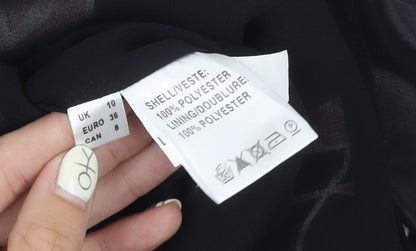 UK 10
EURO 36
CAN 8
SHELL/VESTE:
100% POLYESTER
LINING/DOUBLURE:
100% POLYESTER